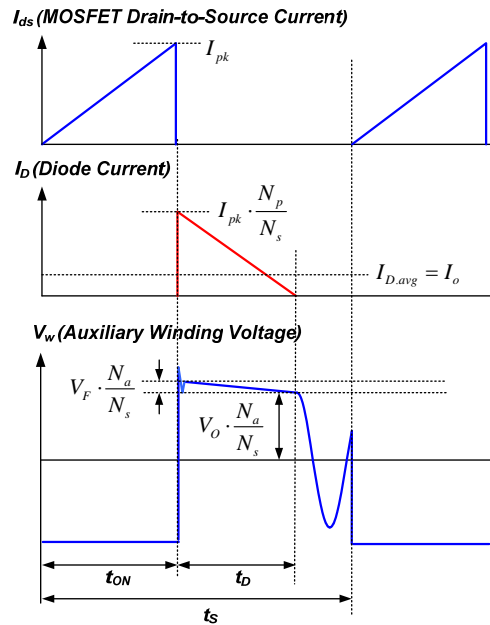 Ids (MOSFET Drain-to-Source Current)
Ipk
ID (Diode Current)
Ipk · Np/Ns
ID.avg = Io
Vw (Auxiliary Winding Voltage)
VF · Na/Ns
VO · Na/Ns
tON
tD
tS